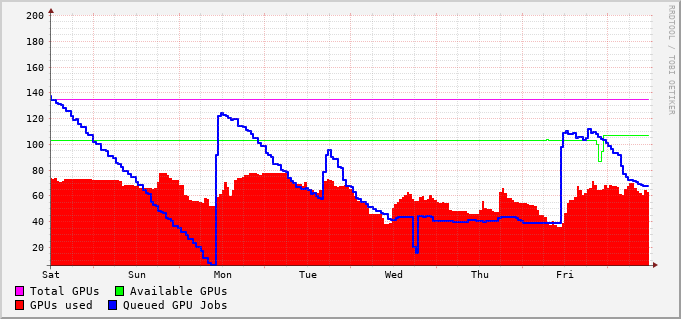 200
180
160
140
120
100
80
60
40
20
Sat Sun Mon Tue Wed Thu Fri
Total GPUs Available GPUs
GPUs used Queued GPU Jobs
RRDTOOL / TOBI OETIKER